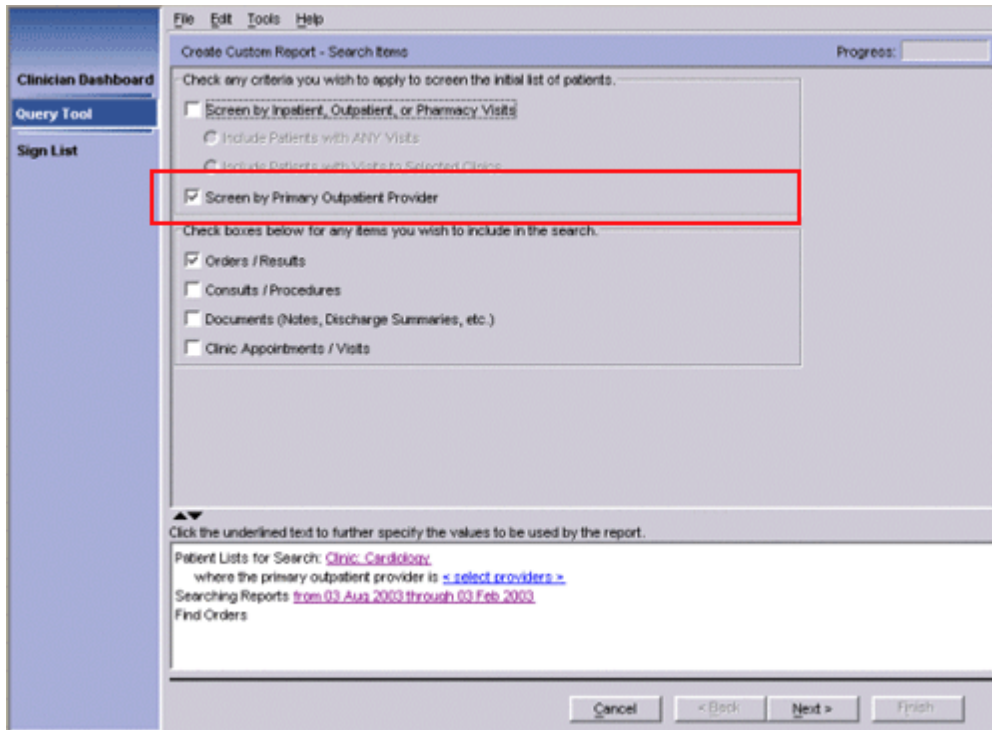 File Edit Tools Help
Create Custom Report - Search Items
Progress:
Clinician Dashboard
Query Tool
Sign List
Check any criteria you wish to apply to screen the initial list of patients.
Screen by Inpatient, Outpatient, or Pharmacy Visits
Include Patients with ANY Visits
Include Patients with Visits to Selected Clinics
Screen by Primary Outpatient Provider
Check boxes below for any items you wish to include in the search.
Orders / Results
Consults / Procedures
Documents (Notes, Discharge Summaries, etc.)
Clinic Appointments / Visits
Click the underlined text to further specify the values to be used by the report.
Patient Lists for Search: Clinic: Cardiology
where the primary outpatient provider is < select providers >
Searching Reports from 03 Aug 2003 through 03 Feb 2003
Find Orders
Cancel
< Back
Next >
Finish